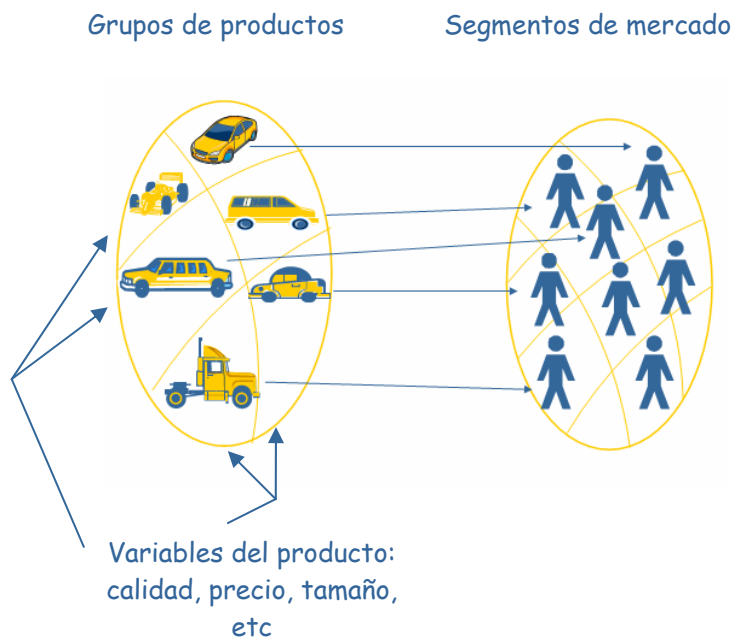 Grupos de productos
Segmentos de mercado
Variables del producto:
calidad, precio, tamaño,
etc